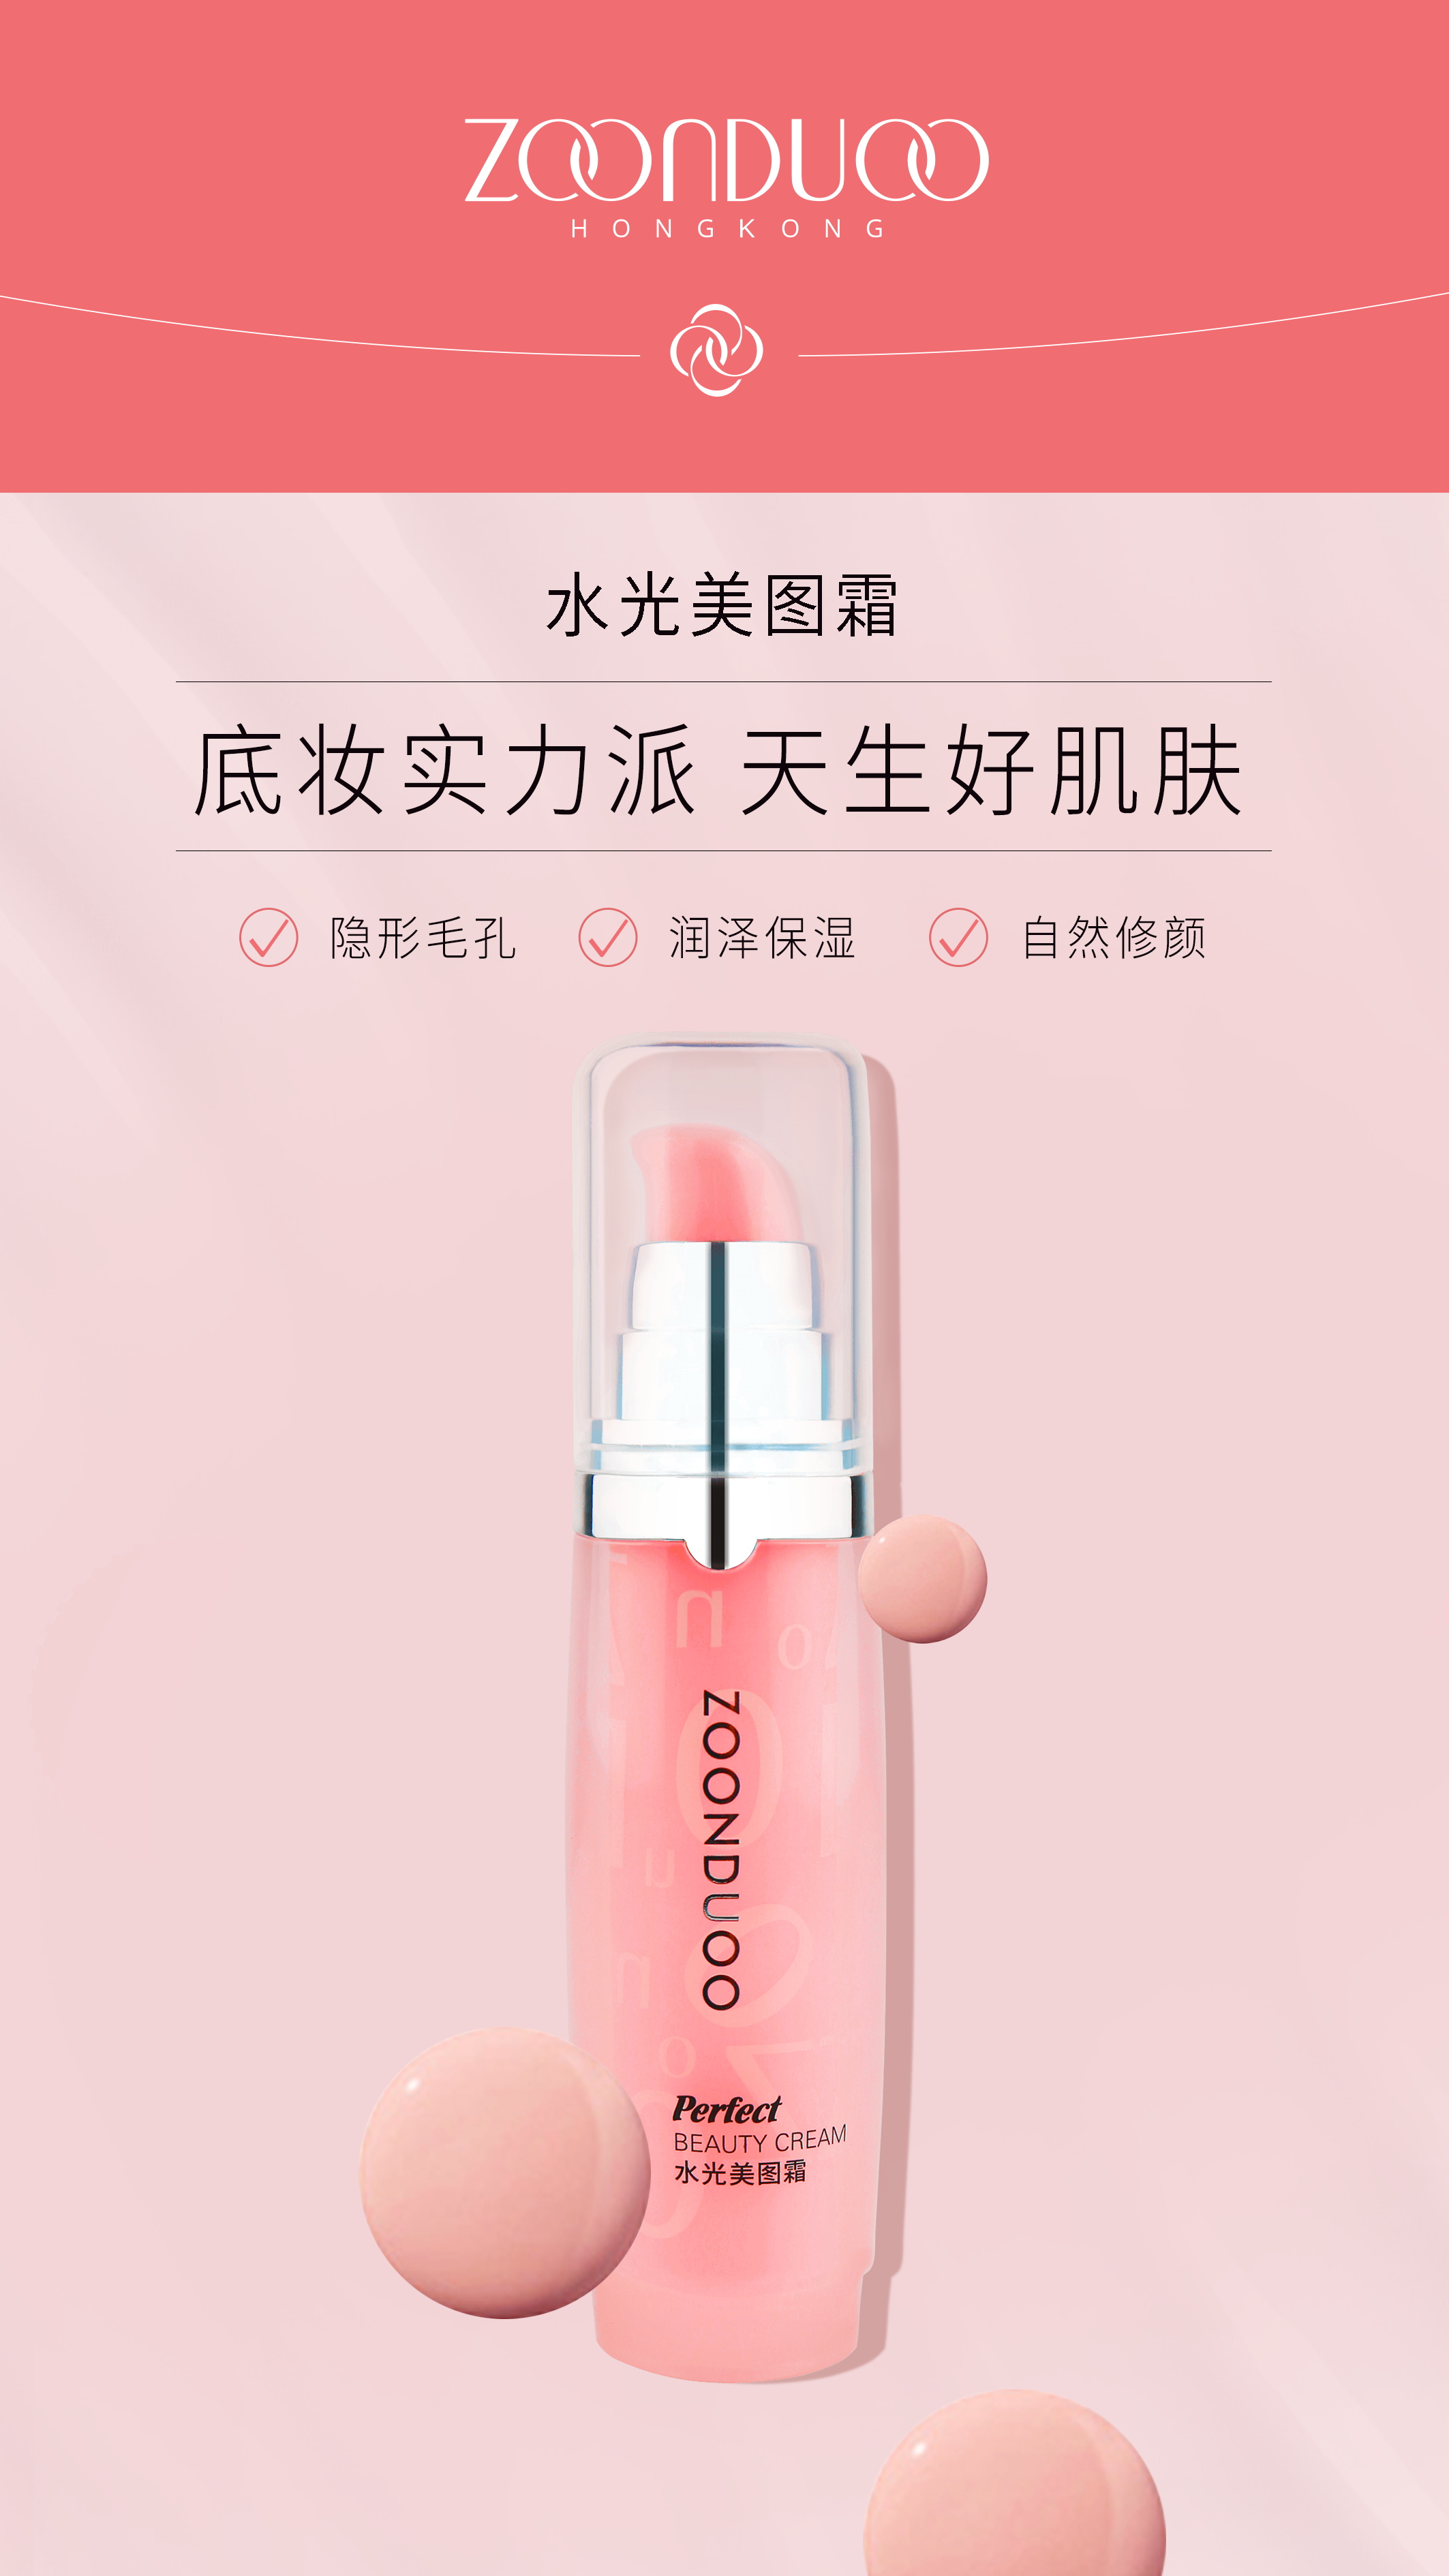 ZOONDUOO
HONGKONG
水光美图霜
底妆实力派 天生好肌肤
隐形毛孔 润泽保湿 自然修颜
ZOONDUOO
Perfect
BEAUTY CREAM
水光美图霜